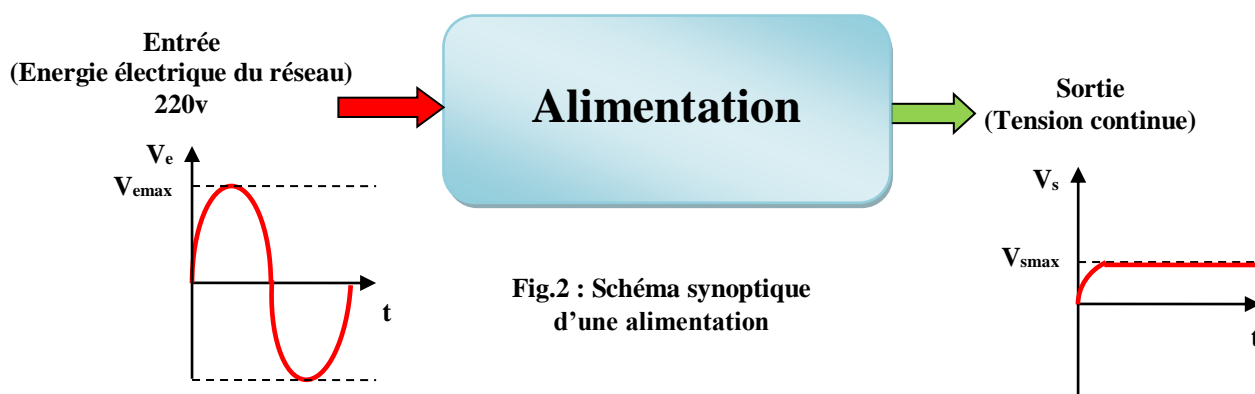 Entrée
(Energie électrique du réseau)
220v
Alimentation
Sortie
(Tension continue)
Ve
Vemax
t
Fig.2 : Schéma synoptique
d’une alimentation
Vs
Vsmax
t